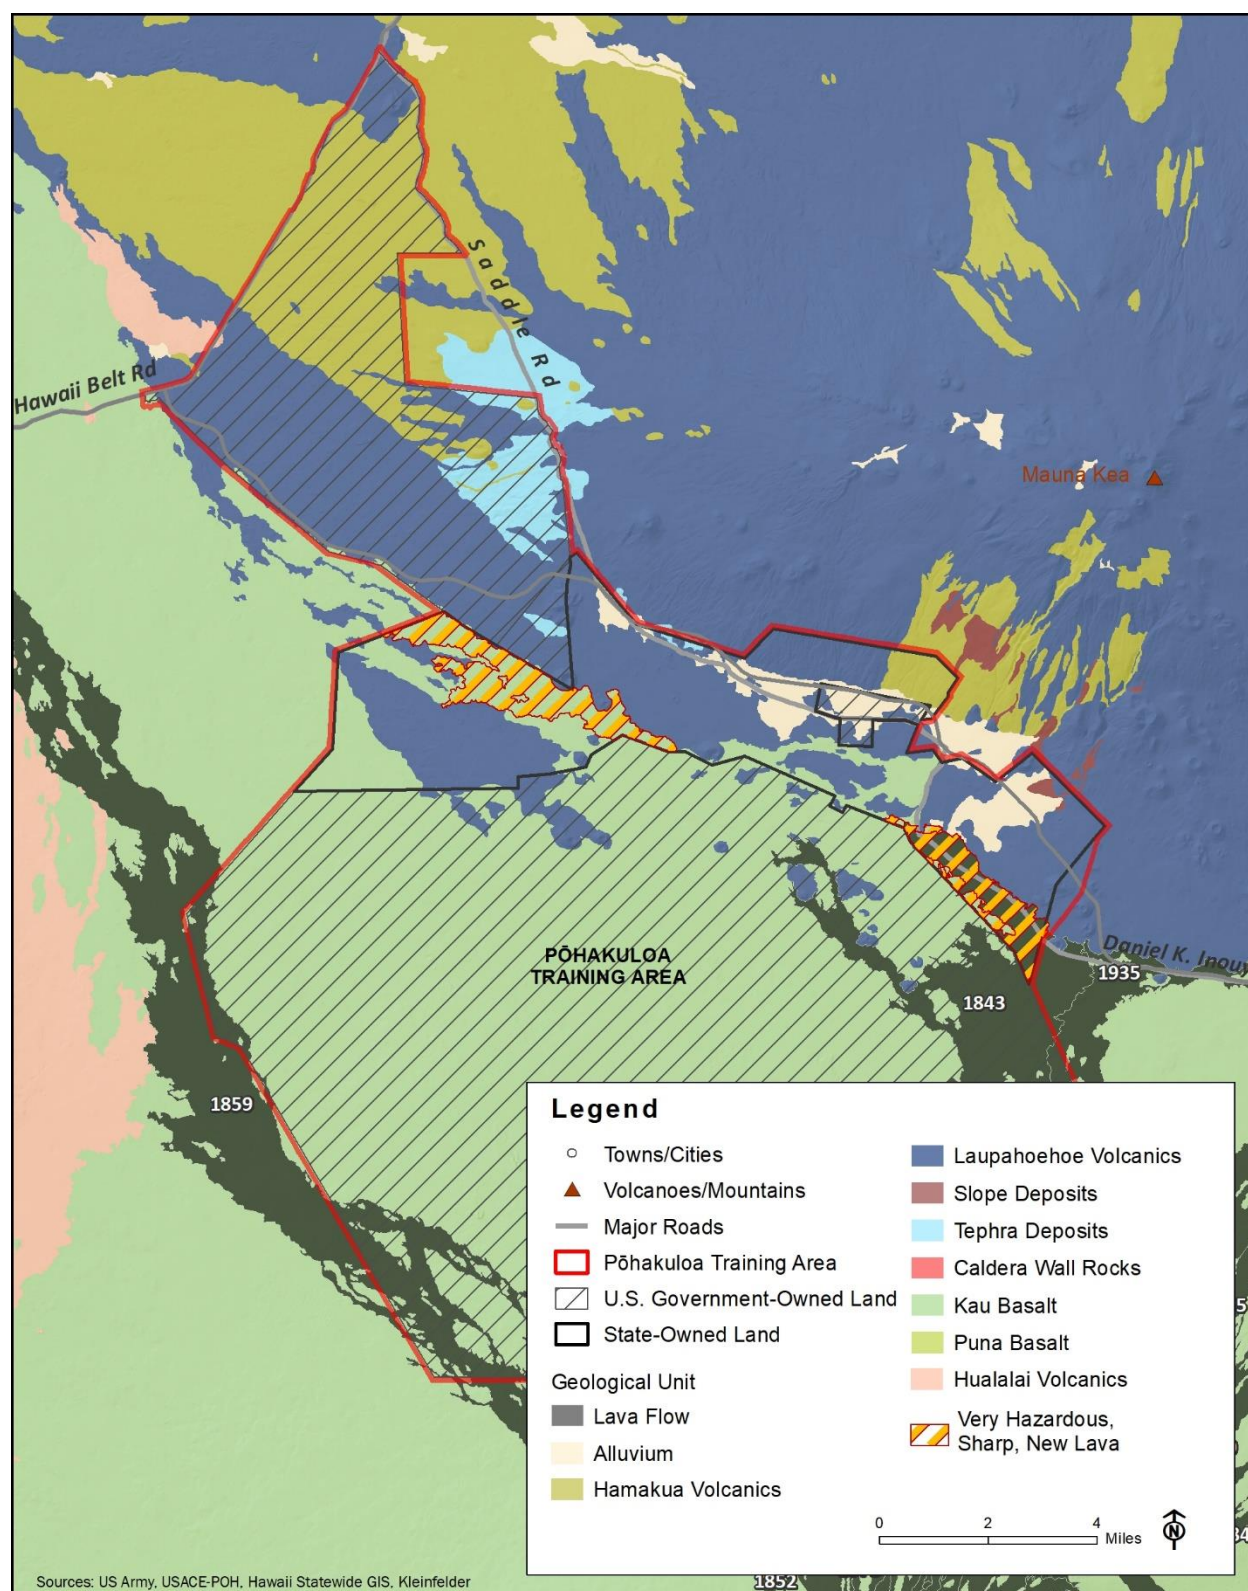 Saddle Rd
Hawaii Belt Rd
Mauna Kea
PŌHAKULOA
TRAINING AREA
Daniel K. Inouy
1935
1843
1859
Legend
Towns/Cities
Volcanoes/Mountains
Major Roads
Pōhakuloa Training Area
U.S. Government-Owned Land
State-Owned Land
Geological Unit
Lava Flow
Alluvium
Hamakua Volcanics
Laupahoehoe Volcanics
Slope Deposits
Tephra Deposits
Caldera Wall Rocks
Kau Basalt
Puna Basalt
Hualalai Volcanics
Very Hazardous,
Sharp, New Lava
0 2 4
Miles
N
Sources: US Army, USACE-POH, Hawaii Statewide GIS, Kleinfelder
1852